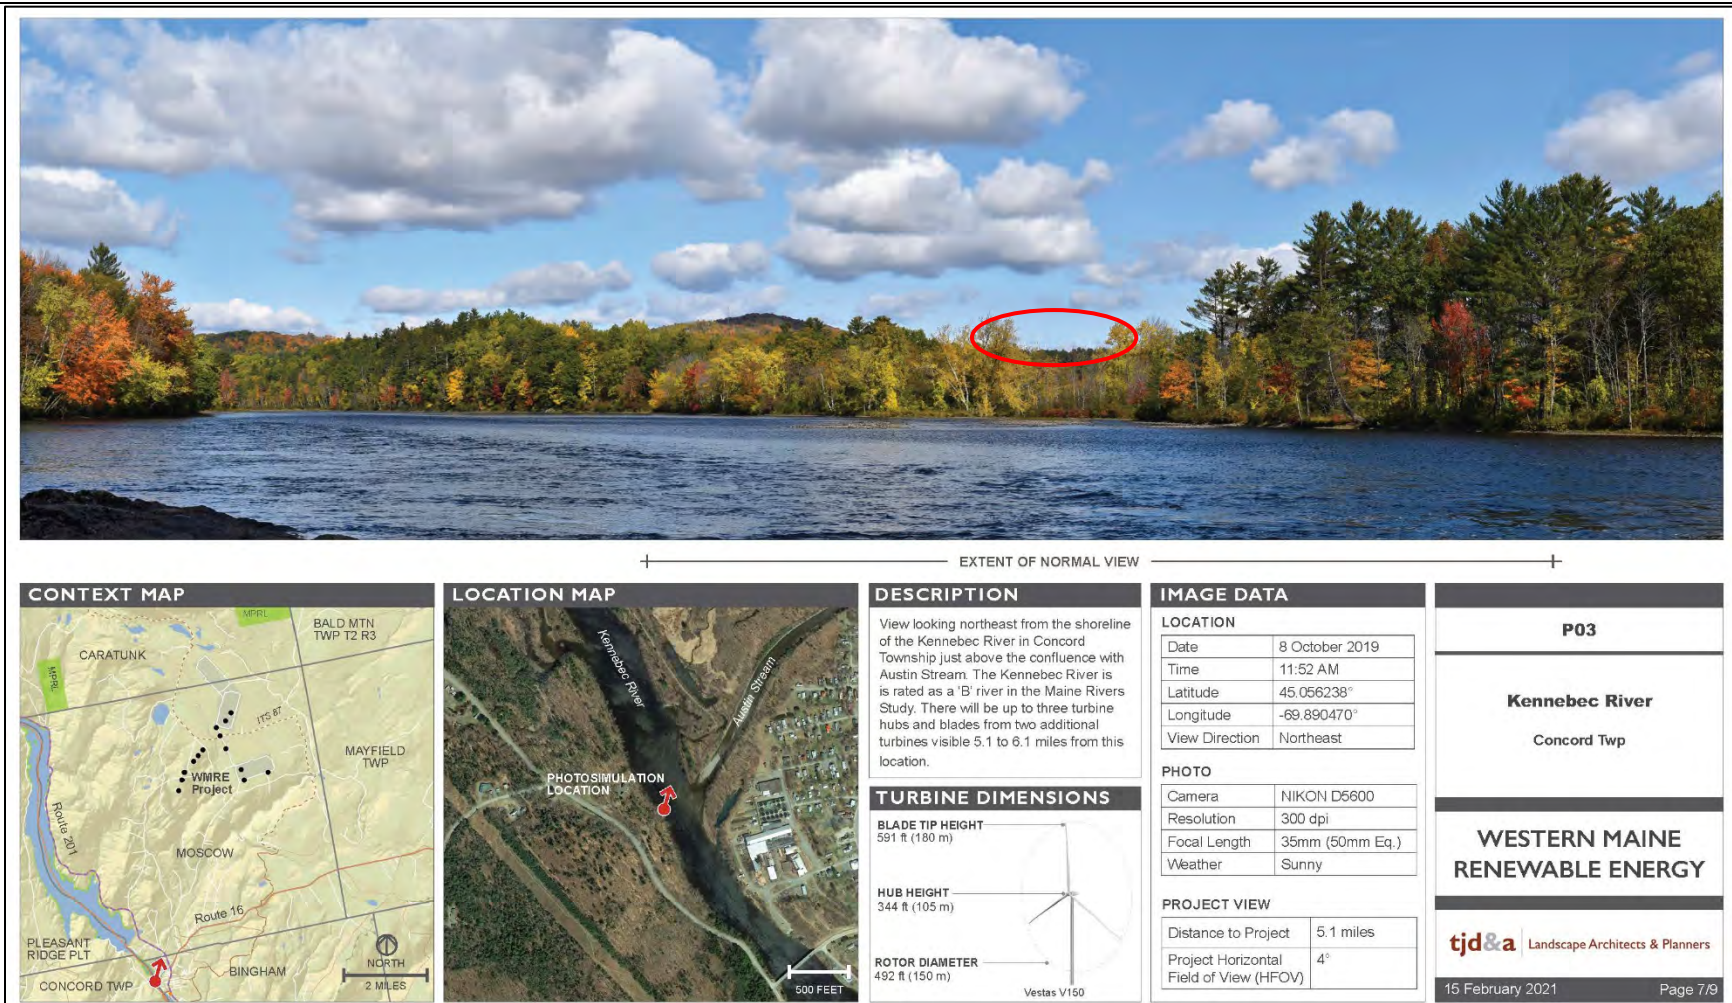 EXTENT OF NORMAL VIEW
CONTEXT MAP
MPRL
BALD MTN
TWP T2 R3
CARATUNK
MPRL
ITS 87
MAYFIELD
TWP
WMRE
Project
Route 201
MOSCOW
Route 16
PLEASANT
RIDGE PLT
BINGHAM
CONCORD TWP
NORTH
2 MILES
LOCATION MAP
Kennebec River
Austin Stream
PHOTOSIMULATION
LOCATION
500 FEET
DESCRIPTION
View looking northeast from the shoreline
of the Kennebec River in Concord
Township just above the confluence with
Austin Stream. The Kennebec River is
is rated as a 'B' river in the Maine Rivers
Study. There will be up to three turbine
hubs and blades from two additional
turbines visible 5.1 to 6.1 miles from this
location.
TURBINE DIMENSIONS
BLADE TIP HEIGHT
591 ft (180 m)
HUB HEIGHT
344 ft (105 m)
ROTOR DIAMETER
492 ft (150 m)
Vestas V150
IMAGE DATA
LOCATION
Date 8 October 2019
Time 11:52 AM
Latitude 45.056238°
Longitude -69.890470°
View Direction Northeast
PHOTO
Camera NIKON D5600
Resolution 300 dpi
Focal Length 35mm (50mm Eq.)
Weather Sunny
PROJECT VIEW
Distance to Project 5.1 miles
Project Horizontal 4°
Field of View (HFOV)
P03
Kennebec River
Concord Twp
WESTERN MAINE
RENEWABLE ENERGY
tjd&a Landscape Architects & Planners
15 February 2021 Page 7/9